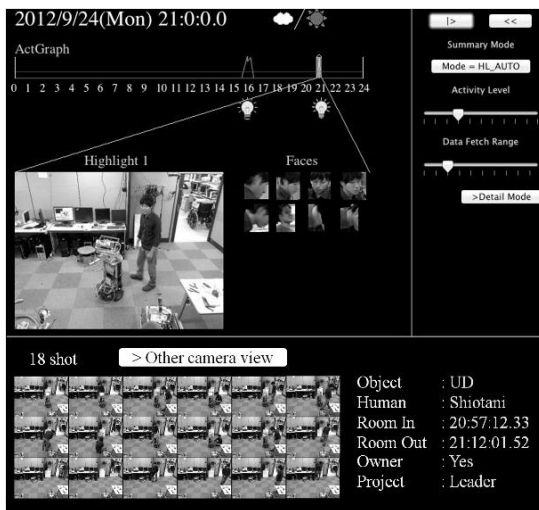 2012/9/24(Mon) 21:0:0.0
/
|>
<<
ActGraph
Summary Mode
Mode = HL_AUTO
0 1 2 3 4 5 6 7 8 9 10 11 12 13 14 15 16 17 18 19 20 21 22 23 24
Activity Level
Data Fetch Range
>Detail Mode
Highlight 1
Faces
18 shot
> Other camera view
Object : UD
Human : Shiotani
Room In : 20:57:12.33
Room Out : 21:12:01.52
Owner : Yes
Project : Leader